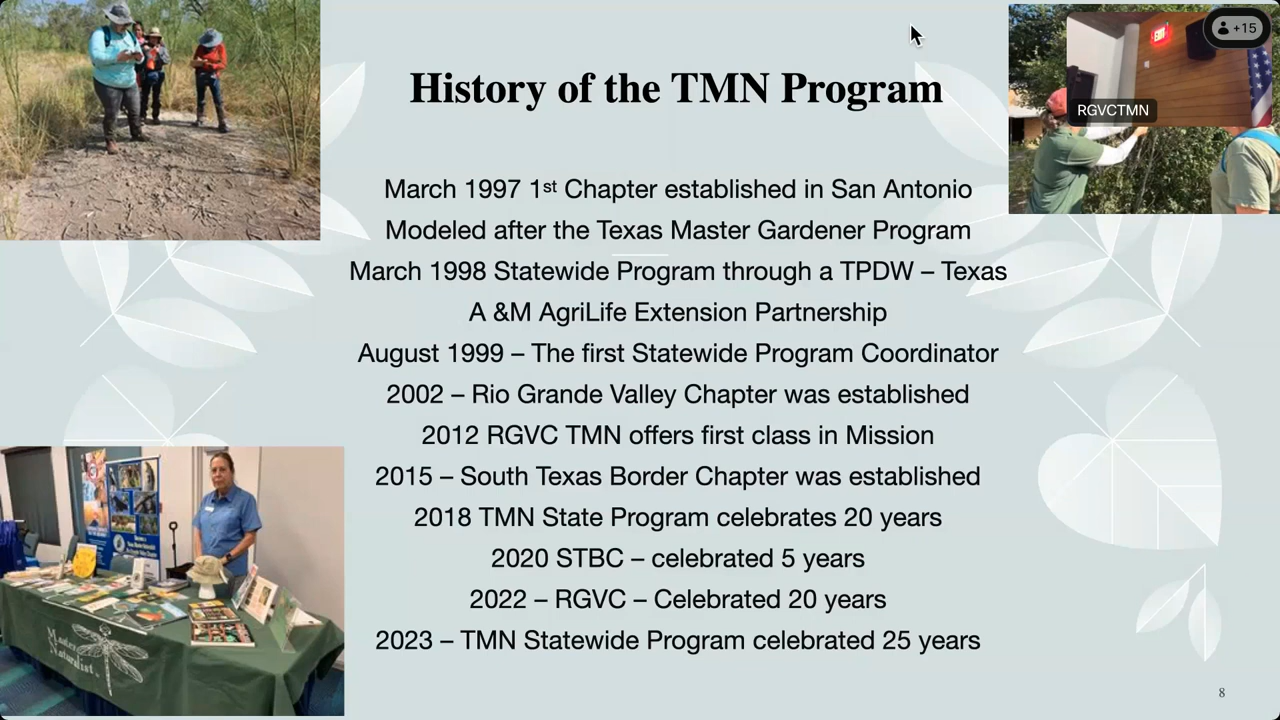 History of the TMN Program
March 1997 1st Chapter established in San Antonio
Modeled after the Texas Master Gardener Program
March 1998 Statewide Program through a TPDW – Texas
A &M AgriLife Extension Partnership
August 1999 – The first Statewide Program Coordinator
2002 – Rio Grande Valley Chapter was established
2012 RGVC TMN offers first class in Mission
2015 – South Texas Border Chapter was established
2018 TMN State Program celebrates 20 years
2020 STBC – celebrated 5 years
2022 – RGVC – Celebrated 20 years
2023 – TMN Statewide Program celebrated 25 years
8
+15
EXIT
RGVCTMN
Master
Naturalist